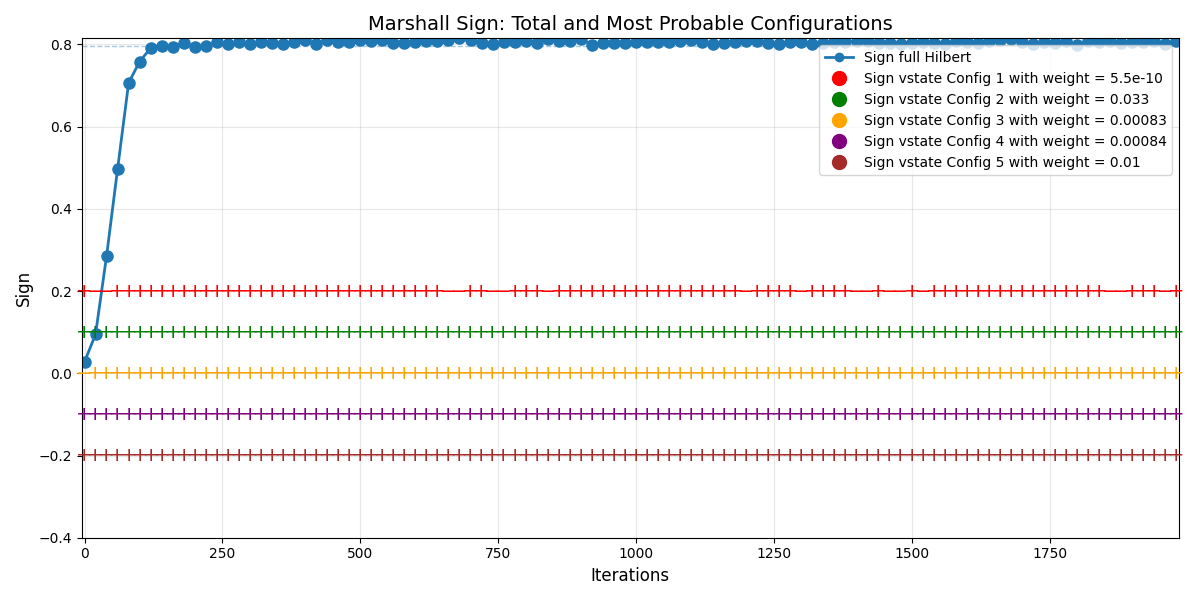 Marshall Sign: Total and Most Probable Configurations
Sign
0.8
0.6
0.4
0.2
0.0
−0.2
−0.4
Sign full Hilbert
Sign vstate Config 1 with weight = 5.5e-10
Sign vstate Config 2 with weight = 0.033
Sign vstate Config 3 with weight = 0.00083
Sign vstate Config 4 with weight = 0.00084
Sign vstate Config 5 with weight = 0.01
0 250 500 750 1000 1250 1500 1750
Iterations